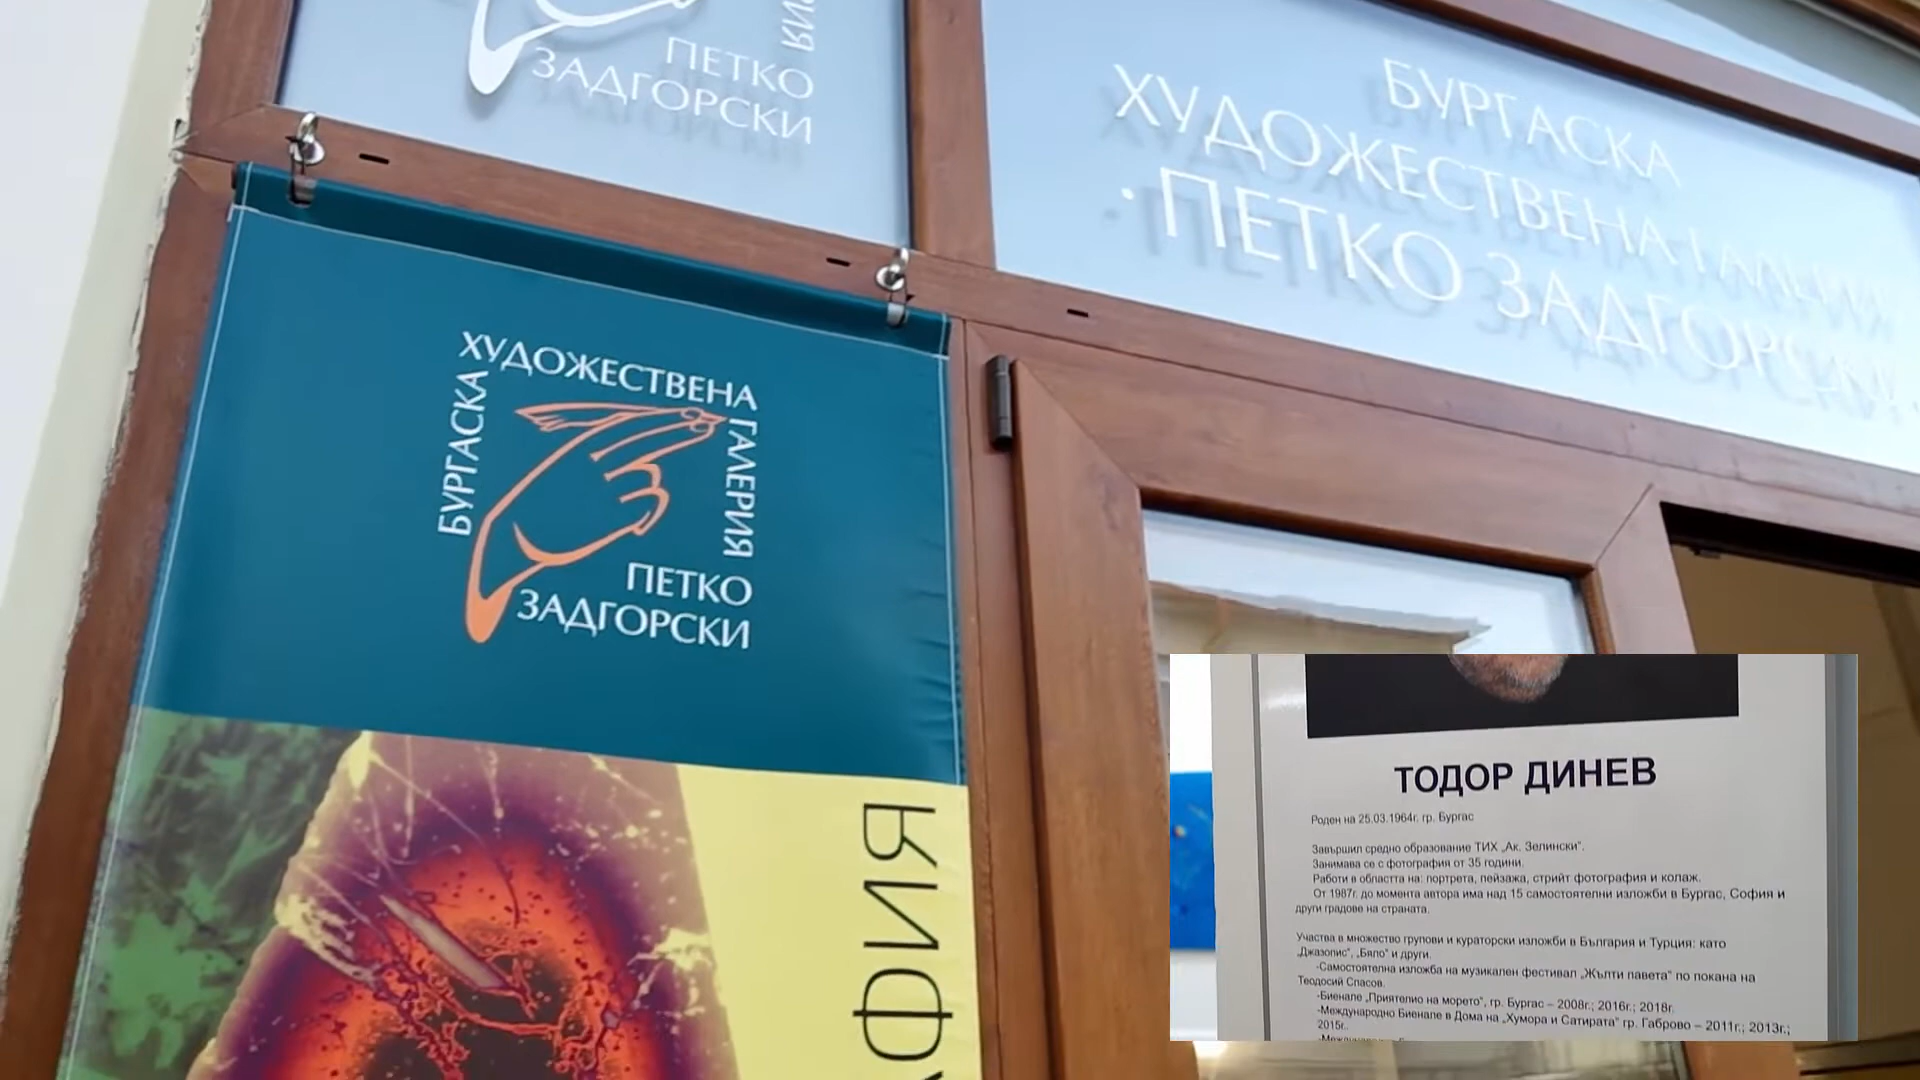 РИЯ
ПЕТКО
ЗАДГОРСКИ
БУРГАСКА
ХУДОЖЕСТВЕНА ГАЛЕРИЯ
"ПЕТКО ЗАДГОРСКИ"
БУРГАСКА
ХУДОЖЕСТВЕНА
ГАЛЕРИЯ
ПЕТКО
ЗАДГОРСКИ
ФИЯ
ТОДОР ДИНЕВ
Роден на 25.03.1964г. гр. Бургас
Завършил средно образование ТИХ „Ак. Зелински".
Занимава се с фотография от 35 години.
Работи в областта на: портрета, пейзажа, стрийт фотография и колаж.
От 1987г. до момента автора има над 15 самостоятелни изложби в Бургас, София и
други градове на страната.
Участва в множество групови и кураторски изложби в България и Турция: като
„Джазопис", „Бяло" и други.
-Самостоятелна изложба на музикален фестивал „Жълти павета" по покана на
Теодосий Спасов.
-Биенале „Приятелио на морето", гр. Бургас – 2008г.; 2016г.; 2018г.
-Международно Биенале в Дома на „Хумора и Сатирата" гр. Габрово – 2011г.; 2013г.;
2015г.